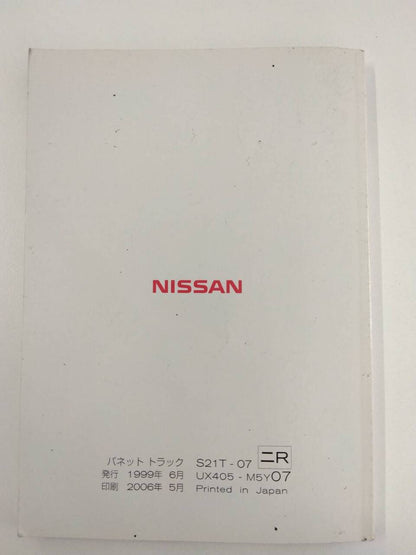 NISSAN
バネット トラック S21T - 07 ニR
発行 1999年 6月 UX405 - M5Y07
印刷 2006年 5月 Printed in Japan